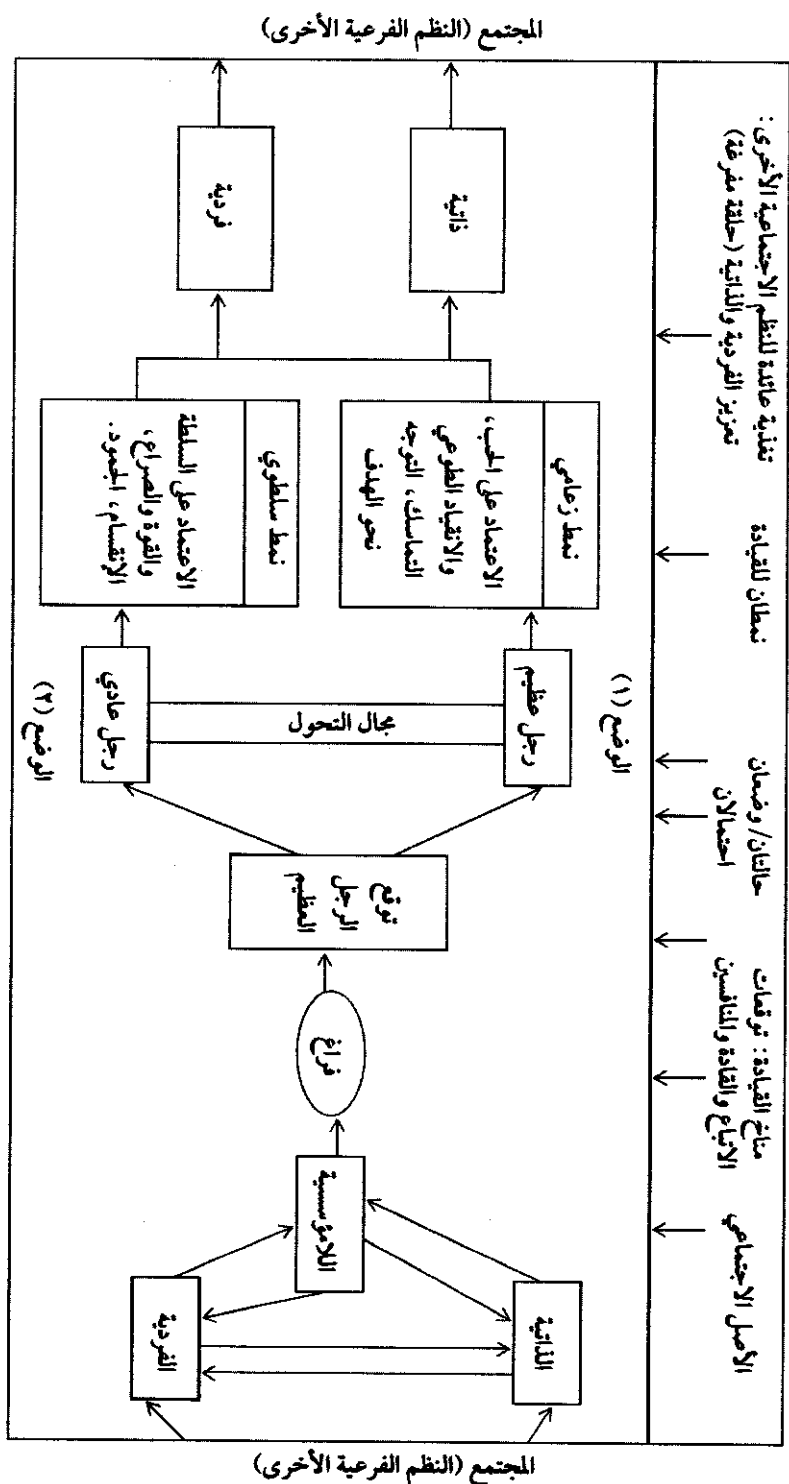 المجتمع (النظم الفرعية الأخرى)
الأصل الاجتماعي
مناخ القيادة: توقعات
الاتباع والقادة والمنافسين
حالتان/ وضعان
احتمالان
نمطان للقيادة
تغذية عائدة للنظم الاجتماعية الأخرى:
تعزيز الفردية والذاتية (حلقة مفرغة)
الذاتية
الفردية
اللامؤسسية
فراغ
توقع
الرجل
العظيم
الوضع (١)
رجل عظيم
مجال التحول
رجل عادي
الوضع (٢)
نمط زعامي
الاعتماد على الحب،
والانقياد الطوعي
التماسك، التوجه
نحو الهدف
نمط سلطوي
الاعتماد على السلطة
والقوة والصراع،
الإنقسام، الجمود.
ذاتية
فردية
المجتمع (النظم الفرعية الأخرى)